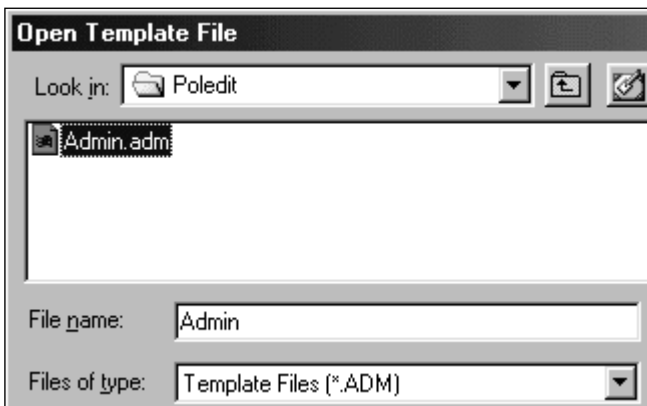 Open Template File
Look in: Poledit
Admin.adm
File name: Admin
Files of type: Template Files (*.ADM)